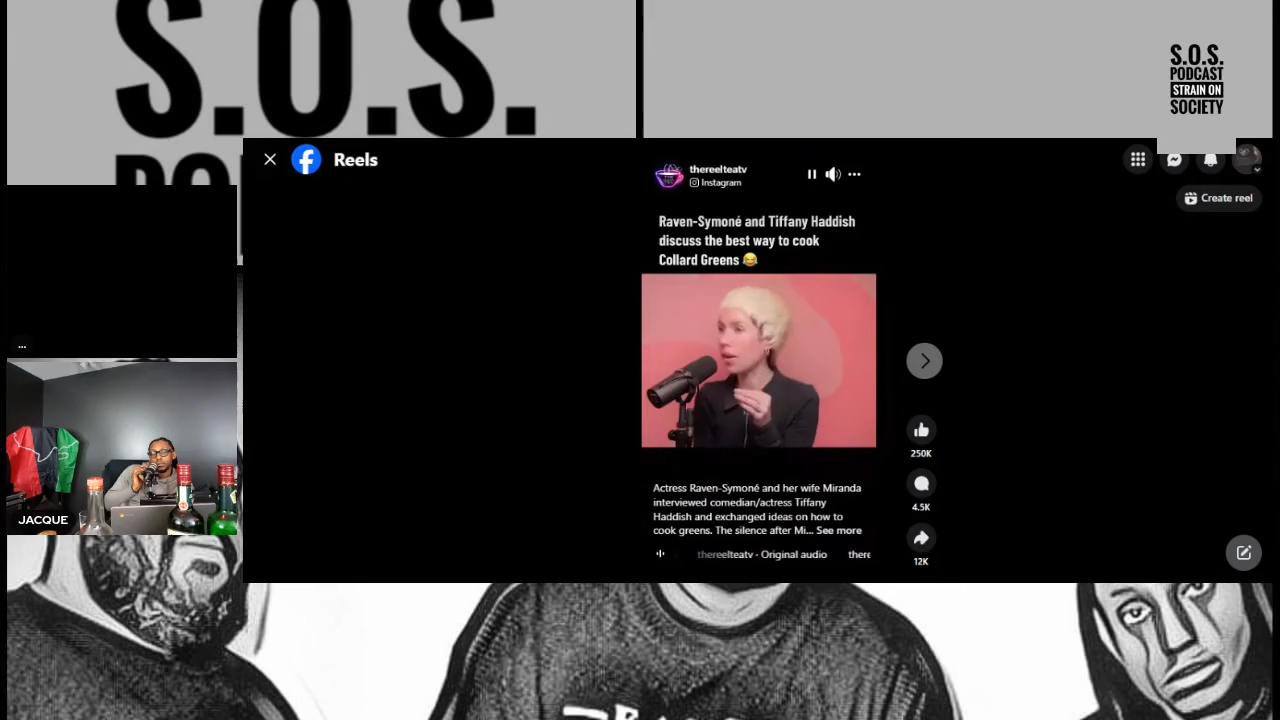 S.O.S.
S.O.S.
PODCAST
STRAIN ON
SOCIETY
Reels
thereelteatv
Instagram
Create reel
Raven-Symoné and Tiffany Haddish
discuss the best way to cook
Collard Greens 😂
250K
4.5K
12K
Actress Raven-Symoné and her wife Miranda
interviewed comedian/actress Tiffany
Haddish and exchanged ideas on how to
cook greens. The silence after Mi... See more
thereelteatv · Original audio there
...
JACQUE